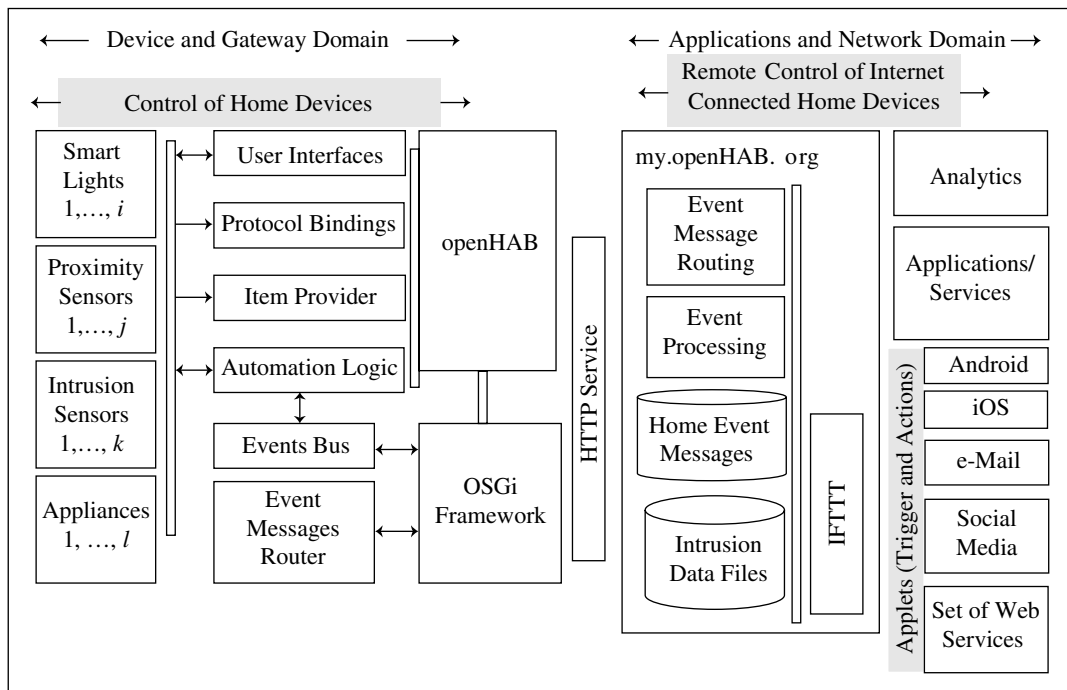 Device and Gateway Domain
Control of Home Devices
Smart
Lights
1,…, i
Proximity
Sensors
1,…, j
Intrusion
Sensors
1,…, k
Appliances
1, …, l
User Interfaces
Protocol Bindings
Item Provider
Automation Logic
Events Bus
Event
Messages
Router
openHAB
OSGi
Framework
HTTP Service
Applications and Network Domain
Remote Control of Internet
Connected Home Devices
my.openHAB. org
Event
Message
Routing
Event
Processing
Home Event
Messages
Intrusion
Data Files
IFTTT
Analytics
Applications/
Services
Applets (Trigger and Actions)
Android
iOS
e-Mail
Social
Media
Set of Web
Services